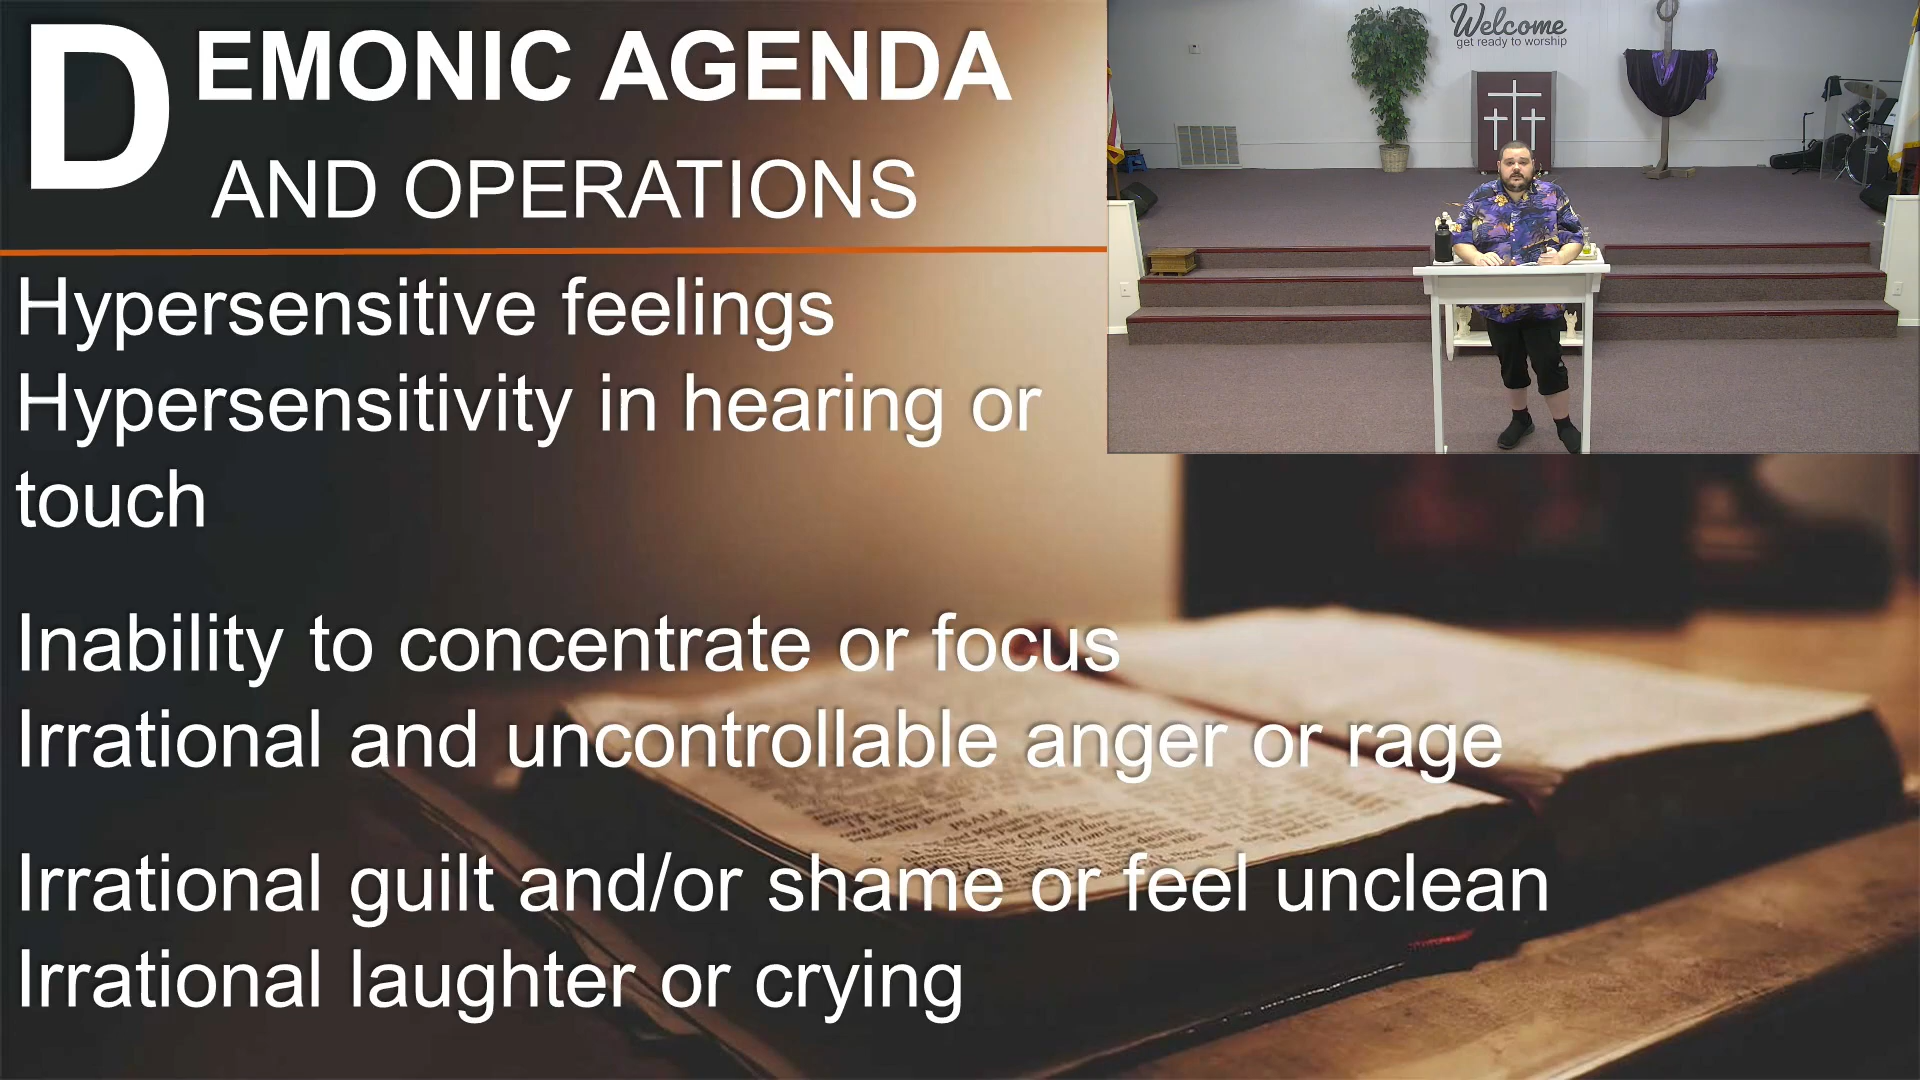 DEMONIC AGENDA
AND OPERATIONS
Welcome
get ready to worship
Hypersensitive feelings
Hypersensitivity in hearing or
touch
Inability to concentrate or focus
Irrational and uncontrollable anger or rage
Irrational guilt and/or shame or feel unclean
Irrational laughter or crying
PSALM